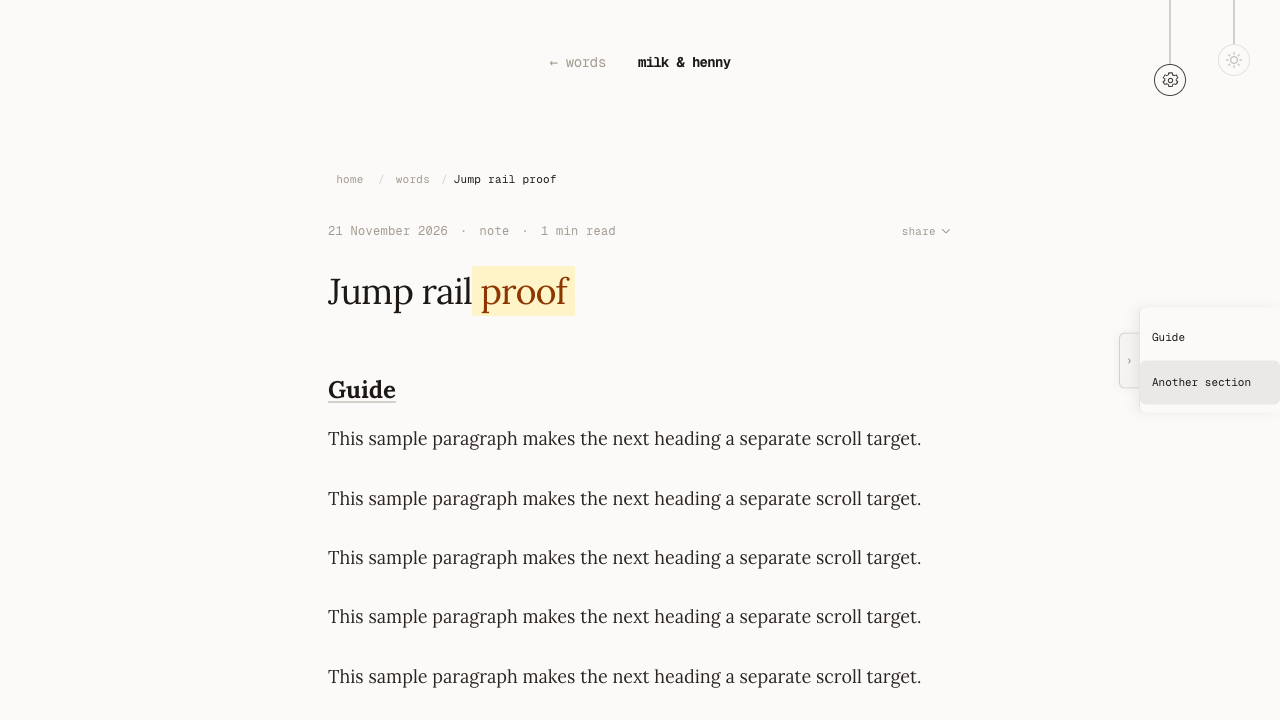 ← words milk & henny
home / words / Jump rail proof
21 November 2026 · note · 1 min read share
Jump rail proof
Guide
This sample paragraph makes the next heading a separate scroll target.
This sample paragraph makes the next heading a separate scroll target.
This sample paragraph makes the next heading a separate scroll target.
This sample paragraph makes the next heading a separate scroll target.
This sample paragraph makes the next heading a separate scroll target.
› Guide
Another section